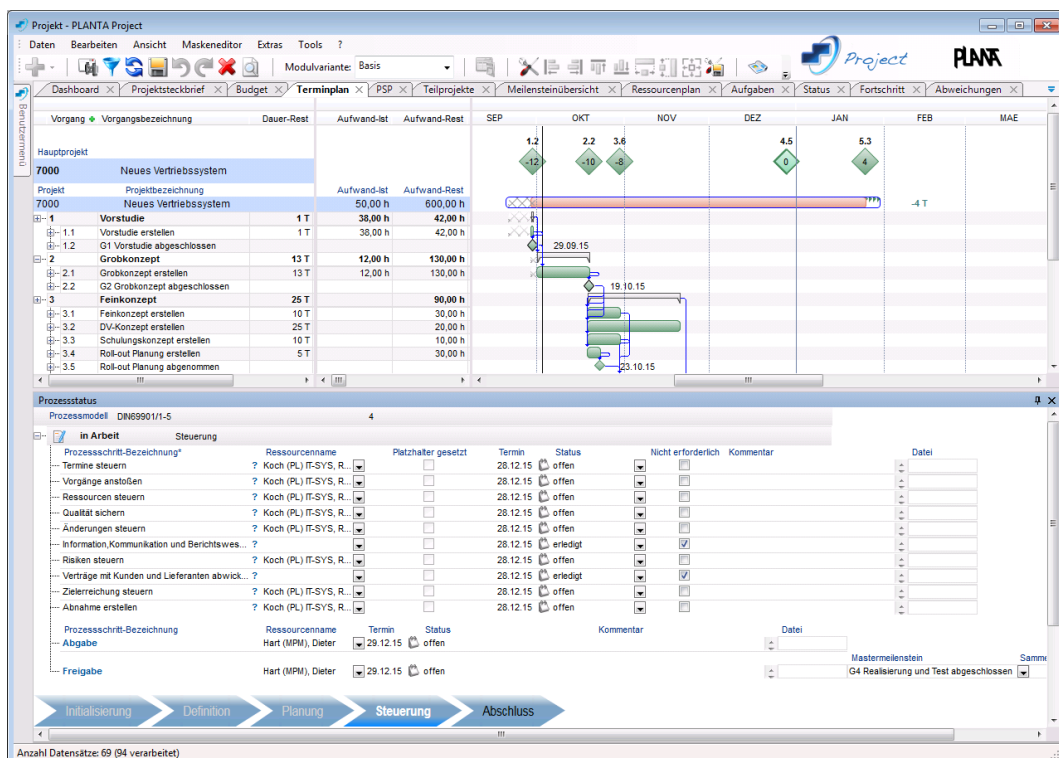 Projekt - PLANTA Project
Daten Bearbeiten Ansicht Maskeneditor Extras Tools ?
Modulvariante: Basis
Project PLANTA
Dashboard Projektsteckbrief Budget Terminplan PSP Teilprojekte Meilensteinübersicht Ressourcenplan Aufgaben Status Fortschritt Abweichungen
Benutzermenü
Vorgang Vorgangsbezeichnung Dauer-Rest Aufwand-Ist Aufwand-Rest SEP OKT NOV DEZ JAN FEB MAE
1.2 2.2 3.6 4.5 5.3
Hauptprojekt
-12 -10 -8 0 4
7000 Neues Vertriebssystem
Projekt Projektbezeichnung Aufwand-Ist Aufwand-Rest
7000 Neues Vertriebssystem 50,00 h 600,00 h -4 T
1 Vorstudie 1 T 38,00 h 42,00 h
1.1 Vorstudie erstellen 1 T 38,00 h 42,00 h
1.2 G1 Vorstudie abgeschlossen 29.09.15
2 Grobkonzept 13 T 12,00 h 130,00 h
2.1 Grobkonzept erstellen 13 T 12,00 h 130,00 h
2.2 G2 Grobkonzept abgeschlossen 19.10.15
3 Feinkonzept 25 T 90,00 h
3.1 Feinkonzept erstellen 10 T 30,00 h
3.2 DV-Konzept erstellen 25 T 20,00 h
3.3 Schulungskonzept erstellen 10 T 10,00 h
3.4 Roll-out Planung erstellen 5 T 30,00 h
3.5 Roll-out Planung abgenommen 23.10.15
Prozessstatus
Prozessmodell DIN69901/1-5 4
in Arbeit Steuerung
Prozessschritt-Bezeichnung* Ressourcenname Platzhalter gesetzt Termin Status Nicht erforderlich Kommentar Datei
Termine steuern ? Koch (PL) IT-SYS, R... 28.12.15 offen
Vorgänge anstoßen ? Koch (PL) IT-SYS, R... 28.12.15 offen
Ressourcen steuern ? Koch (PL) IT-SYS, R... 28.12.15 offen
Qualität sichern ? Koch (PL) IT-SYS, R... 28.12.15 offen
Änderungen steuern ? Koch (PL) IT-SYS, R... 28.12.15 offen
Information,Kommunikation und Berichtswes... ? 28.12.15 erledigt
Risiken steuern ? Koch (PL) IT-SYS, R... 28.12.15 offen
Verträge mit Kunden und Lieferanten abwick... ? 28.12.15 erledigt
Zielerreichung steuern ? Koch (PL) IT-SYS, R... 28.12.15 offen
Abnahme erstellen ? Koch (PL) IT-SYS, R... 28.12.15 offen
Prozessschritt-Bezeichnung Ressourcenname Termin Status Kommentar Datei
Abgabe Hart (MPM), Dieter 29.12.15 offen
Mastermeilenstein Samme
Freigabe Hart (MPM), Dieter 29.12.15 offen G4 Realisierung und Test abgeschlossen
Initialisierung Definition Planung Steuerung Abschluss
Anzahl Datensätze: 69 (94 verarbeitet)